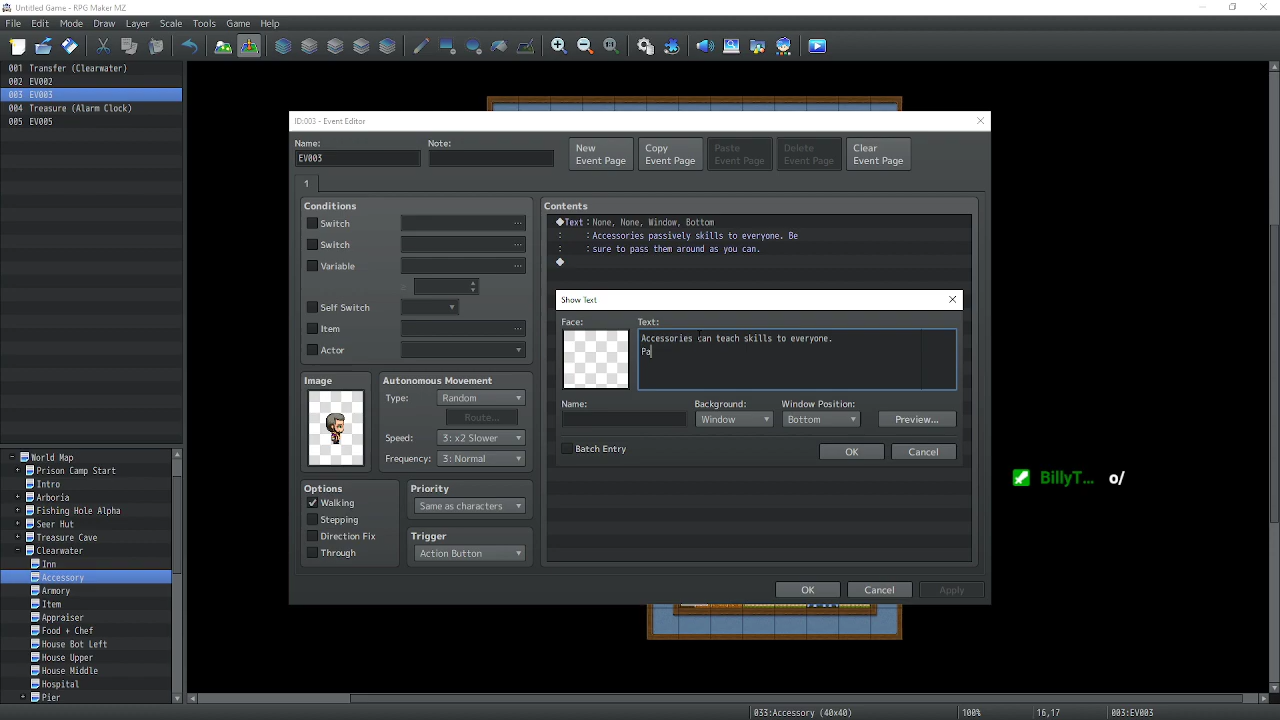 Untitled Game - RPG Maker MZ
File Edit Mode Draw Layer Scale Tools Game Help
001 Transfer (Clearwater)
002 EV002
003 EV003
004 Treasure (Alarm Clock)
005 EV005
ID:003 - Event Editor
Name: Note:
EV003
New Event Page
Copy Event Page
Paste Event Page
Delete Event Page
Clear Event Page
1
Conditions
Switch ...
Switch ...
Variable ...
Self Switch
Item ...
Actor
Image
Autonomous Movement
Type: Random
Route...
Speed: 3: x2 Slower
Frequency: 3: Normal
Options
Walking
Stepping
Direction Fix
Through
Priority
Same as characters
Trigger
Action Button
Contents
◆Text:None, None, Window, Bottom
: :Accessories passively skills to everyone. Be
: :sure to pass them around as you can.
◆
Show Text
Face: Text:
Accessories can teach skills to everyone.
Pa
Name: Background: Window Position:
Window Bottom Preview...
Batch Entry OK Cancel
OK Cancel Apply
World Map
Prison Camp Start
Intro
Arboria
Fishing Hole Alpha
Seer Hut
Treasure Cave
Clearwater
Inn
Accessory
Armory
Item
Appraiser
Food + Chef
House Bot Left
House Upper
House Middle
Hospital
Pier
BillyT... o/
033:Accessory (40x40) 100% 16,17 003:EV003